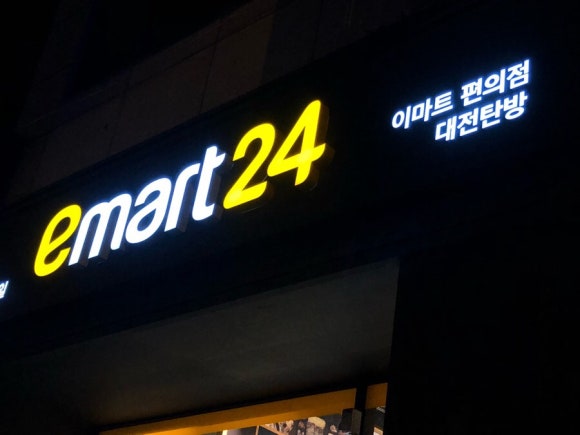 emart24
이마트 편의점
대전탄방